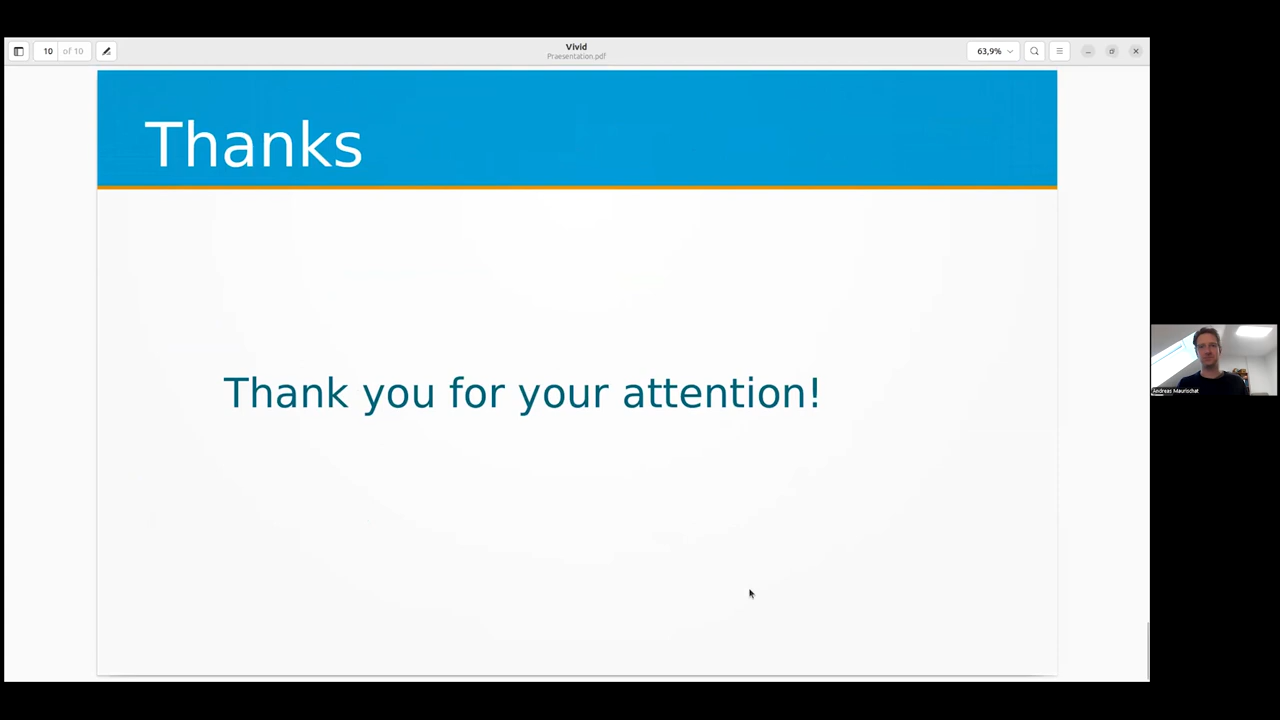 10 of 10
Vivid
Praesentation.pdf
63,9%
Thanks
Thank you for your attention!
Andreas Maurischat